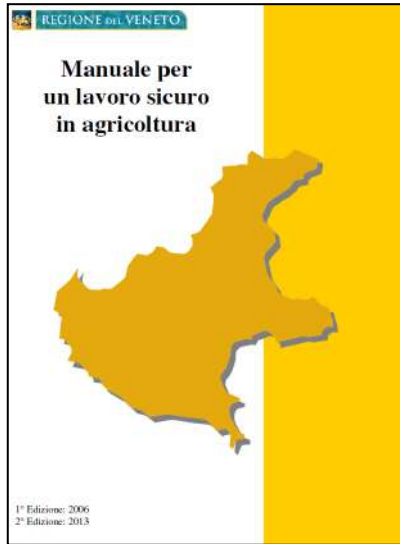 REGIONE DEL VENETO
Manuale per
un lavoro sicuro
in agricoltura
1° Edizione: 2006
2° Edizione: 2013